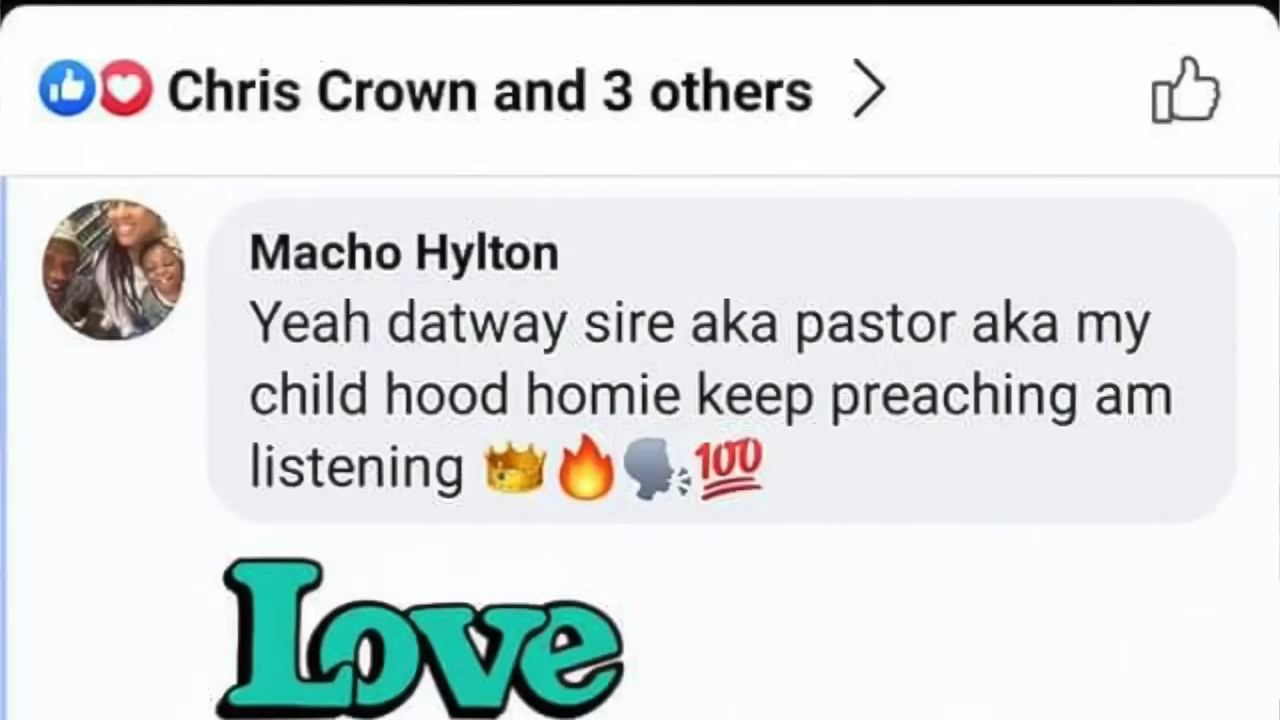 Chris Crown and 3 others
Macho Hylton
Yeah datway sire aka pastor aka my
child hood homie keep preaching am
listening 👑🔥🗣️💯
Love